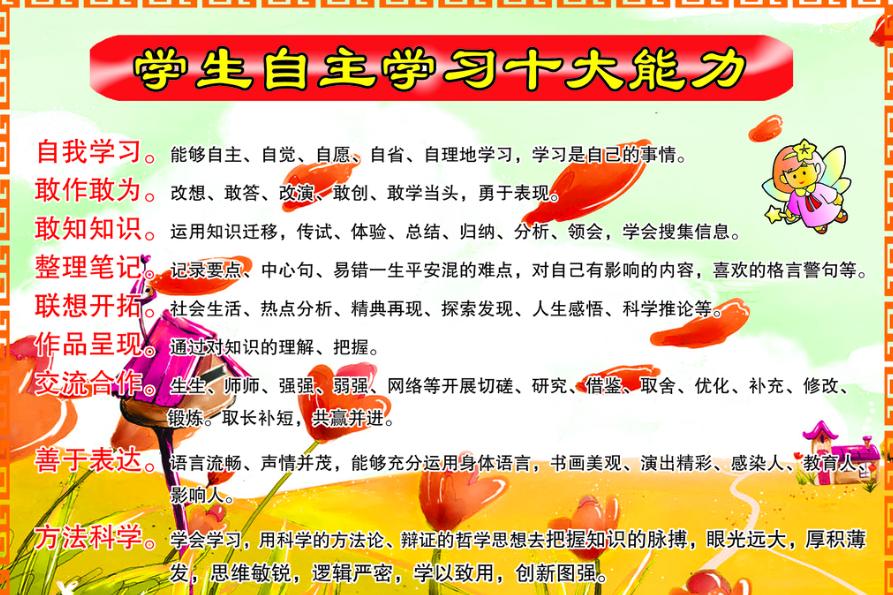 学生自主学习十大能力
自我学习。能够自主、自觉、自愿、自省、自理地学习，学习是自己的事情。
敢作敢为。改想、敢答、改演、敢创、敢学当头，勇于表现。
敢知知识。运用知识迁移，传试、体验、总结、归纳、分析、领会，学会搜集信息。
整理笔记。记录要点、中心句、易错一生平安混的难点，对自己有影响的内容，喜欢的格言警句等。
联想开拓。社会生活、热点分析、精典再现、探索发现、人生感悟、科学推论等。
作品呈现。通过对知识的理解、把握。
交流合作。生生、师师、强强、弱强、网络等开展切磋、研究、借鉴、取舍、优化、补充、修改、
锻炼。取长补短，共赢并进。
善于表达。语言流畅、声情并茂，能够充分运用身体语言，书画美观、演出精彩、感染人、教育人、
影响人。
方法科学。学会学习，用科学的方法论、辩证的哲学思想去把握知识的脉搏，眼光远大，厚积薄
发，思维敏锐，逻辑严密，学以致用，创新图强。